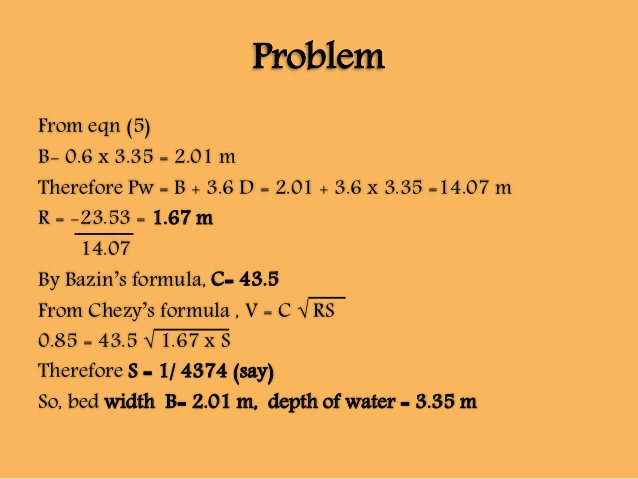 Problem
From eqn (5)
B- 0.6 x 3.35 = 2.01 m
Therefore Pw = B + 3.6 D = 2.01 + 3.6 x 3.35 =14.07 m
R = -23.53 = 1.67 m
14.07
By Bazin's formula, C= 43.5
From Chezy's formula , V = C √ RS
0.85 = 43.5 √ 1.67 x S
Therefore S = 1/ 4374 (say)
So, bed width B= 2.01 m, depth of water = 3.35 m